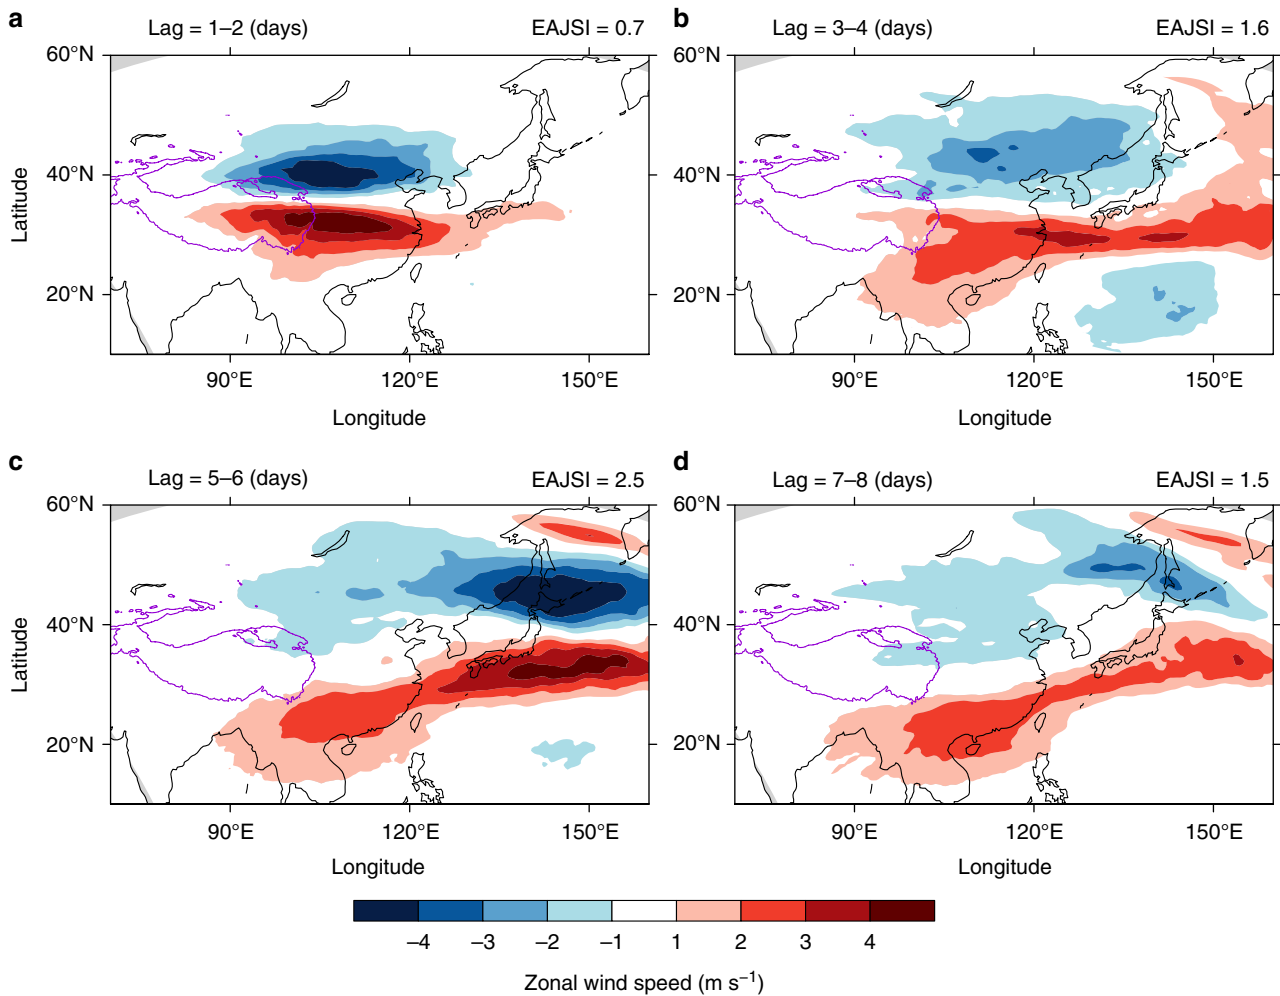 a
Lag = 1–2 (days)
EAJSI = 0.7
60°N
40°N
20°N
Latitude
90°E
120°E
150°E
Longitude
b
Lag = 3–4 (days)
EAJSI = 1.6
60°N
40°N
20°N
90°E
120°E
150°E
Longitude
c
Lag = 5–6 (days)
EAJSI = 2.5
60°N
40°N
20°N
Latitude
90°E
120°E
150°E
Longitude
d
Lag = 7–8 (days)
EAJSI = 1.5
60°N
40°N
20°N
90°E
120°E
150°E
Longitude
–4 –3 –2 –1 1 2 3 4
Zonal wind speed (m s⁻¹)